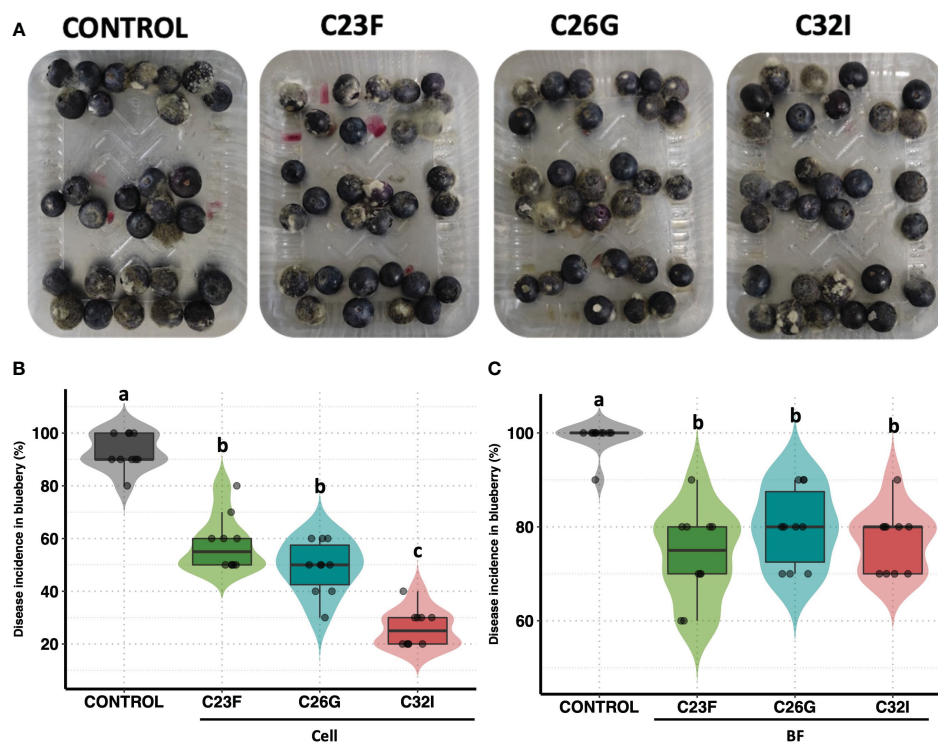 A
CONTROL C23F C26G C32I
B
Disease incidence in bluebery (%)
100
80
60
40
20
a
b
b
c
CONTROL C23F C26G C32I
Cell
C
Disease incidence in blueberry (%)
100
80
60
a
b
b
b
CONTROL C23F C26G C32I
BF